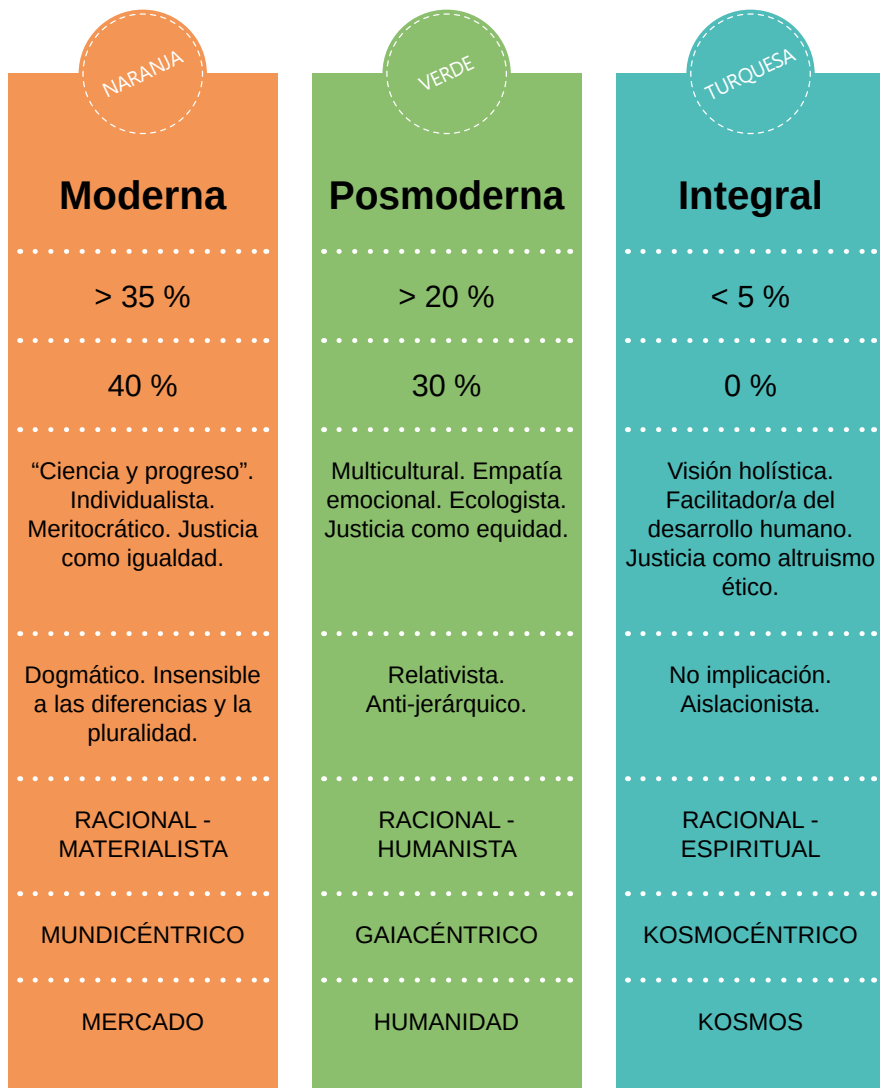 NARANJA
Moderna
> 35 %
40 %
“Ciencia y progreso”.
Individualista.
Meritocrático. Justicia
como igualdad.
Dogmático. Insensible
a las diferencias y la
pluralidad.
RACIONAL -
MATERIALISTA
MUNDICÉNTRICO
MERCADO
VERDE
Posmoderna
> 20 %
30 %
Multicultural. Empatía
emocional. Ecologista.
Justicia como equidad.
Relativista.
Anti-jerárquico.
RACIONAL -
HUMANISTA
GAIACÉNTRICO
HUMANIDAD
TURQUESA
Integral
< 5 %
0 %
Visión holística.
Facilitador/a del
desarrollo humano.
Justicia como altruismo
ético.
No implicación.
Aislacionista.
RACIONAL -
ESPIRITUAL
KOSMOCÉNTRICO
KOSMOS